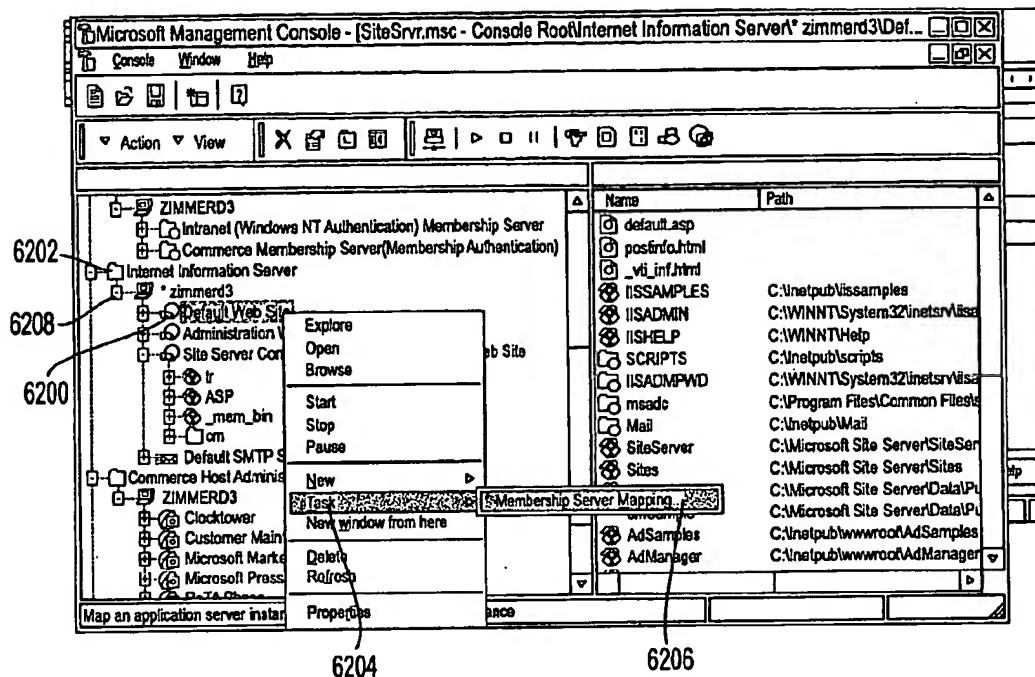 Microsoft Management Console - [SiteSrvr.msc - Console Root\Internet Information Server\* zimmerd3\Def...
Console Window Help
Action View
ZIMMERD3
Intranet (Windows NT Authentication) Membership Server
Commerce Membership Server(Membership Authentication)
Internet Information Server
* zimmerd3
Default Web Site
Administration
Site Server Con
eb Site
tr
ASP
_mem_bin
cm
Default SMTP S
Commerce Host Adminis
ZIMMERD3
Clocktower
Customer Main
Microsoft Marke
Microsoft Press
Map an application server instan
ance
Explore
Open
Browse
Start
Stop
Pause
New
Task
New window from here
Delete
Refresh
Properties
Membership Server Mapping...
Name Path
default.asp
postinfo.html
_vti_inf.html
IISSAMPLES C:\Inetpub\iissamples
IISADMIN C:\WINNT\System32\inetsrv\iisa
IISHELP C:\WINNT\Help
SCRIPTS C:\Inetpub\scripts
IISADMPWD C:\WINNT\System32\inetsrv\iisa
msadc C:\Program Files\Common Files\s
Mail C:\Inetpub\Mail
SiteServer C:\Microsoft Site Server\SiteSer
Sites C:\Microsoft Site Server\Sites
C:\Microsoft Site Server\Data\Pu
C:\Microsoft Site Server\Data\Pu
AdSamples C:\Inetpub\wwwroot\AdSamples
AdManager C:\Inetpub\wwwroot\AdManager
6202
6208
6200
6204
6206